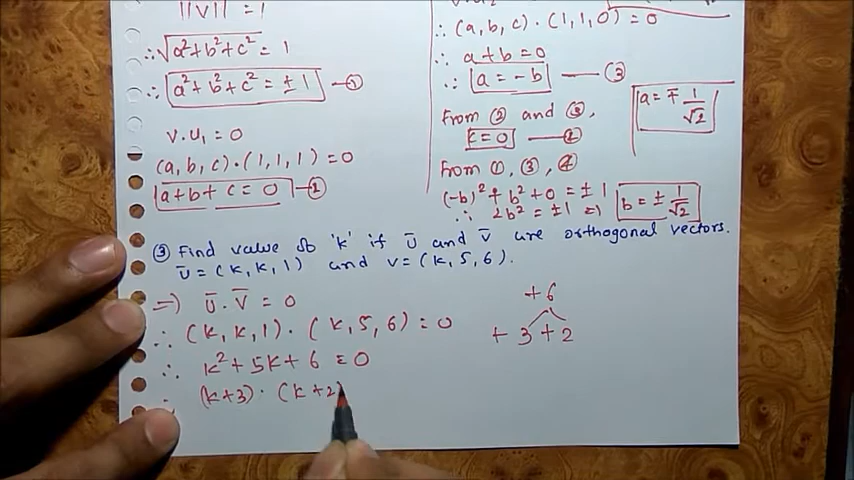 ||V|| = 1
∴ √a²+b²+c² = 1
∴ a²+b²+c² = ±1 —①
V·U₁ = 0
(a,b,c)·(1,1,1) = 0
a+b+c = 0 —②
∴ (a,b,c)·(1,1,0) = 0
∴ a+b = 0
∴ a = -b —③
From ② and ③,
c = 0 —④
From ①, ③, ④
(-b)² + b² + 0 = ±1
∴ 2b² = ±1 =) b = ± 1/√2
a = ∓ 1/√2
③ Find value of 'k' if ū and v̄ are orthogonal vectors.
ū = (k, k, 1) and v = (k, 5, 6).
=) ū·v̄ = 0
∴ (k, k, 1) · (k, 5, 6) = 0
∴ k² + 5k + 6 = 0
∴ (k+3) · (k+2)
+6
+3 +2